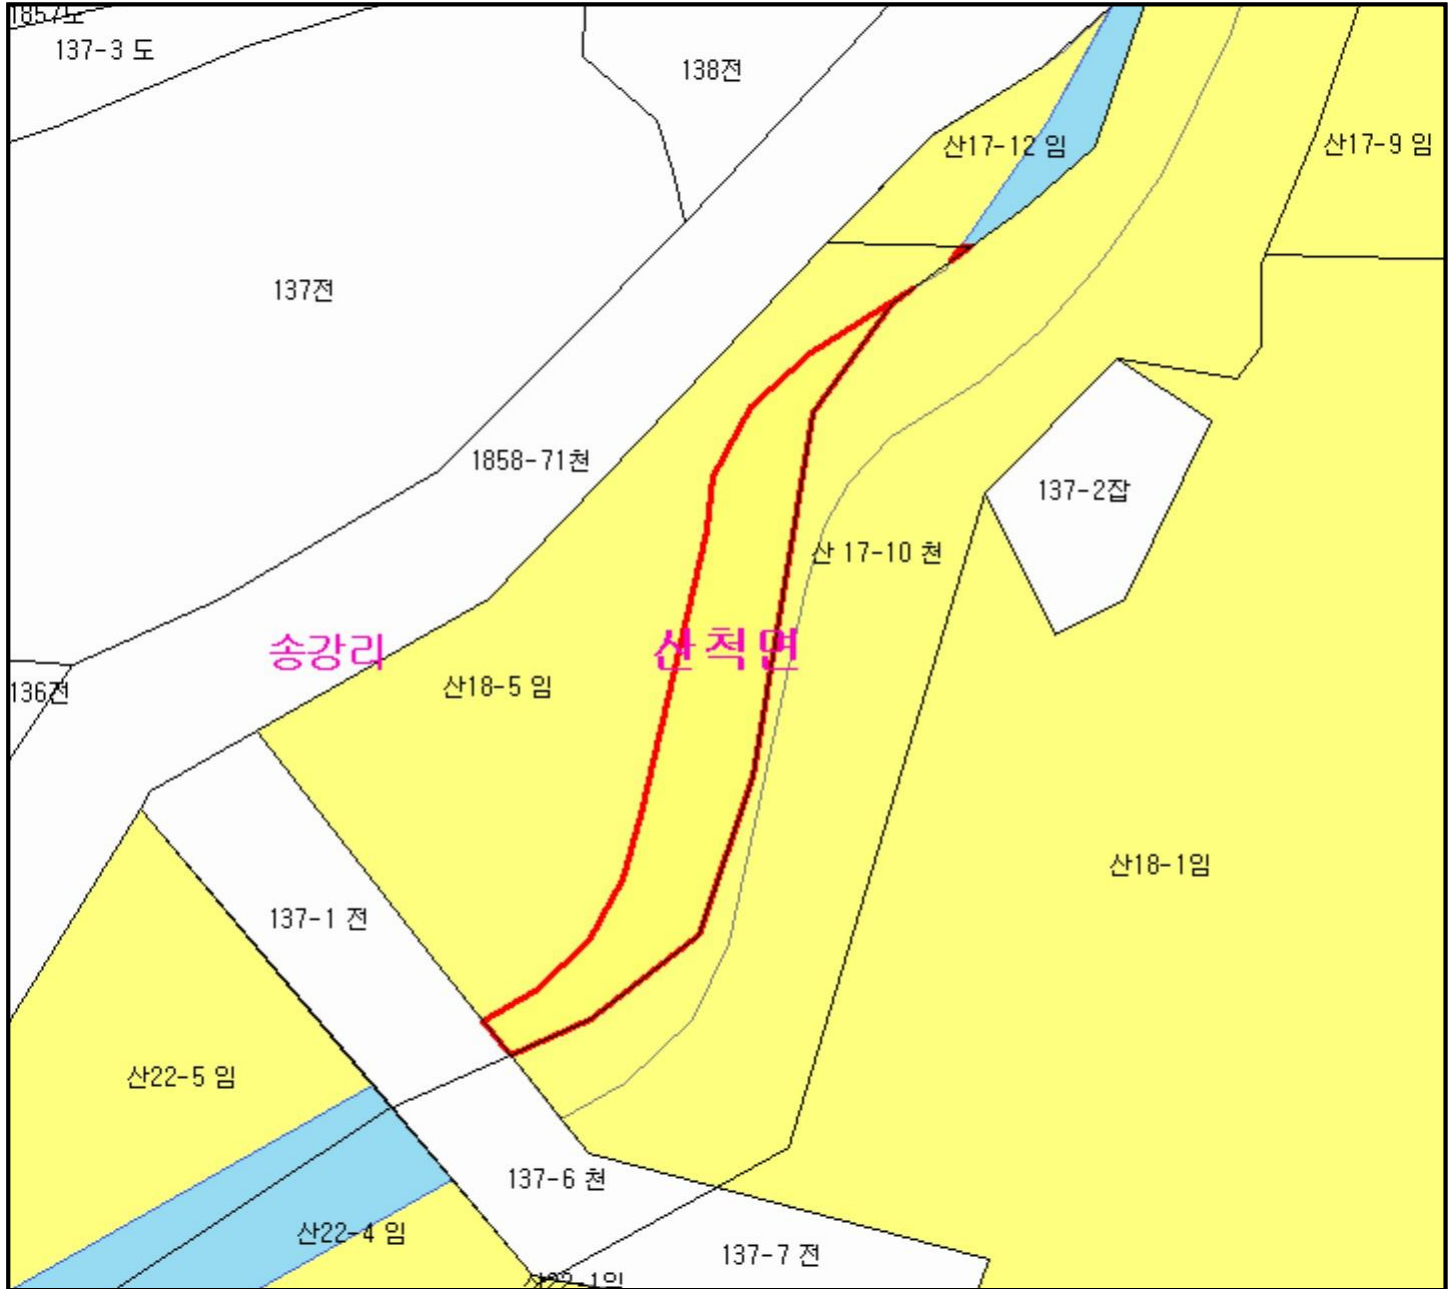 137-3 도
138전
산17-12 임
산17-9 임
137전
1858-71천
137-2잡
산 17-10 천
송강리
산척면
136전
산18-5 임
산18-1임
137-1 전
산22-5 임
137-6 천
산22-4 임
137-7 전